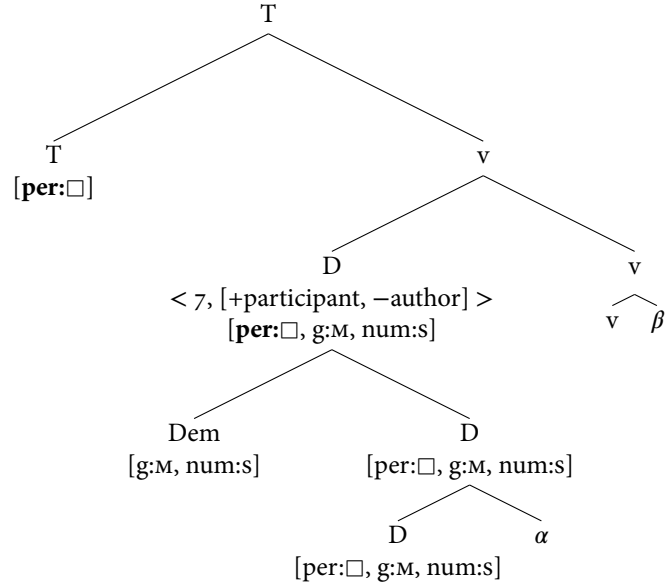 T
T v
[per:□]
D v
< 7, [+participant, −author] > v β
[per:□, g:ᴍ, num:s]
Dem D
[g:ᴍ, num:s] [per:□, g:ᴍ, num:s]
D α
[per:□, g:ᴍ, num:s]